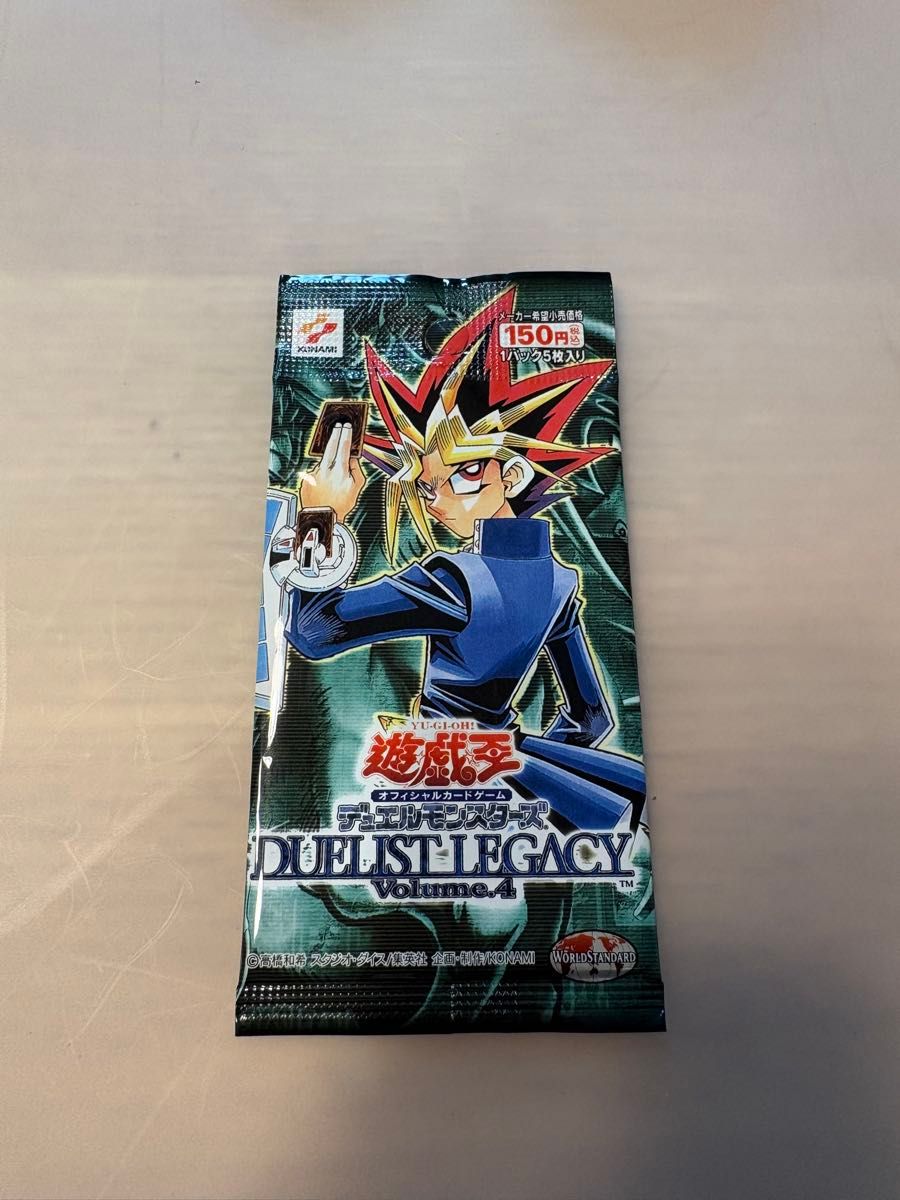 KONAMI
メーカー希望小売価格
150円(税込)
1パック5枚入り
YU-GI-OH!
遊戯王
オフィシャルカードゲーム
デュエルモンスターズ
DUELIST LEGACY™
Volume.4
©高橋和希 スタジオ・ダイス/集英社 企画・制作/KONAMI
WORLD STANDARD